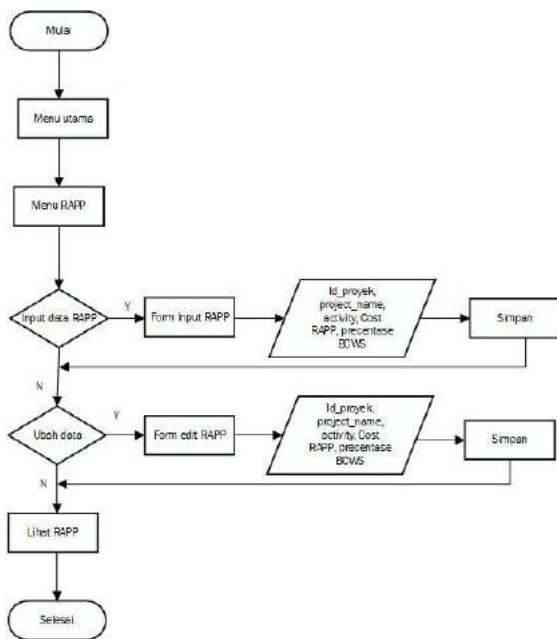 Mulai
Menu utama
Menu RAPP
Input data RAPP
Y
Form Input RAPP
Id_proyek,
project_name,
activity, Cost
RAPP, precentase
BCWS
Simpan
N
Ubah data
Y
Form edit RAPP
Id_proyek,
project_name,
activity, Cost
RAPP, precentase
BCWS
Simpan
N
Lihat RAPP
Selesai